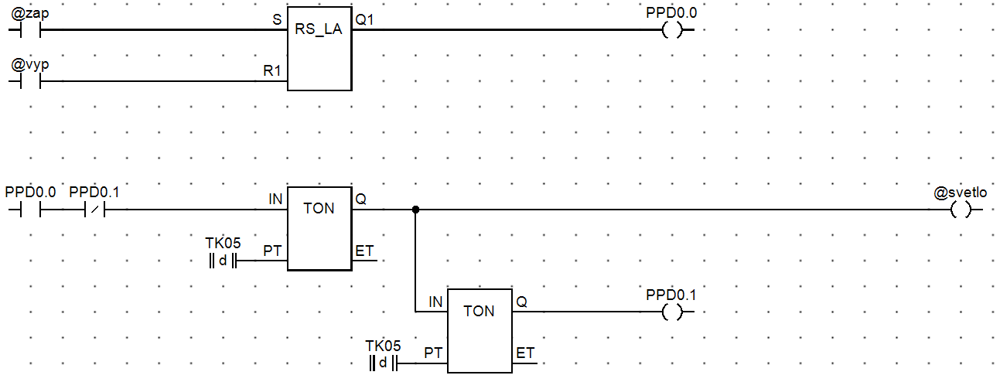 @zap
S RS_LA Q1
PPD0.0
@vyp
R1
PPD0.0 PPD0.1
IN TON Q
@svetlo
TK05
d PT ET
IN TON Q
PPD0.1
TK05
d PT ET